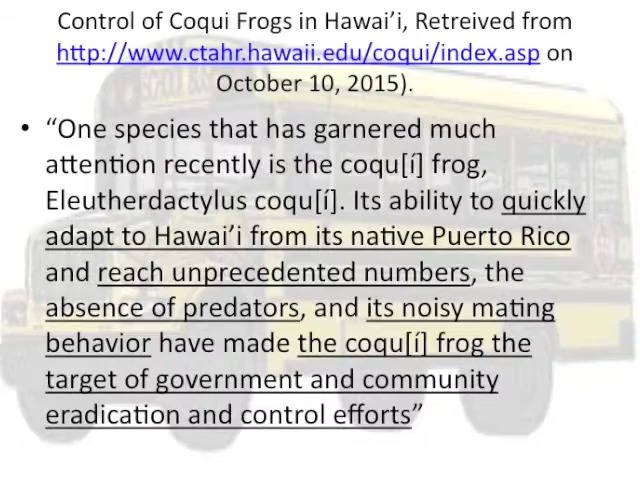 Control of Coqui Frogs in Hawai’i, Retreived from
http://www.ctahr.hawaii.edu/coqui/index.asp on
October 10, 2015).
• “One species that has garnered much
attention recently is the coqu[í] frog,
Eleutherdactylus coqu[í]. Its ability to quickly
adapt to Hawai’i from its native Puerto Rico
and reach unprecedented numbers, the
absence of predators, and its noisy mating
behavior have made the coqu[í] frog the
target of government and community
eradication and control efforts”